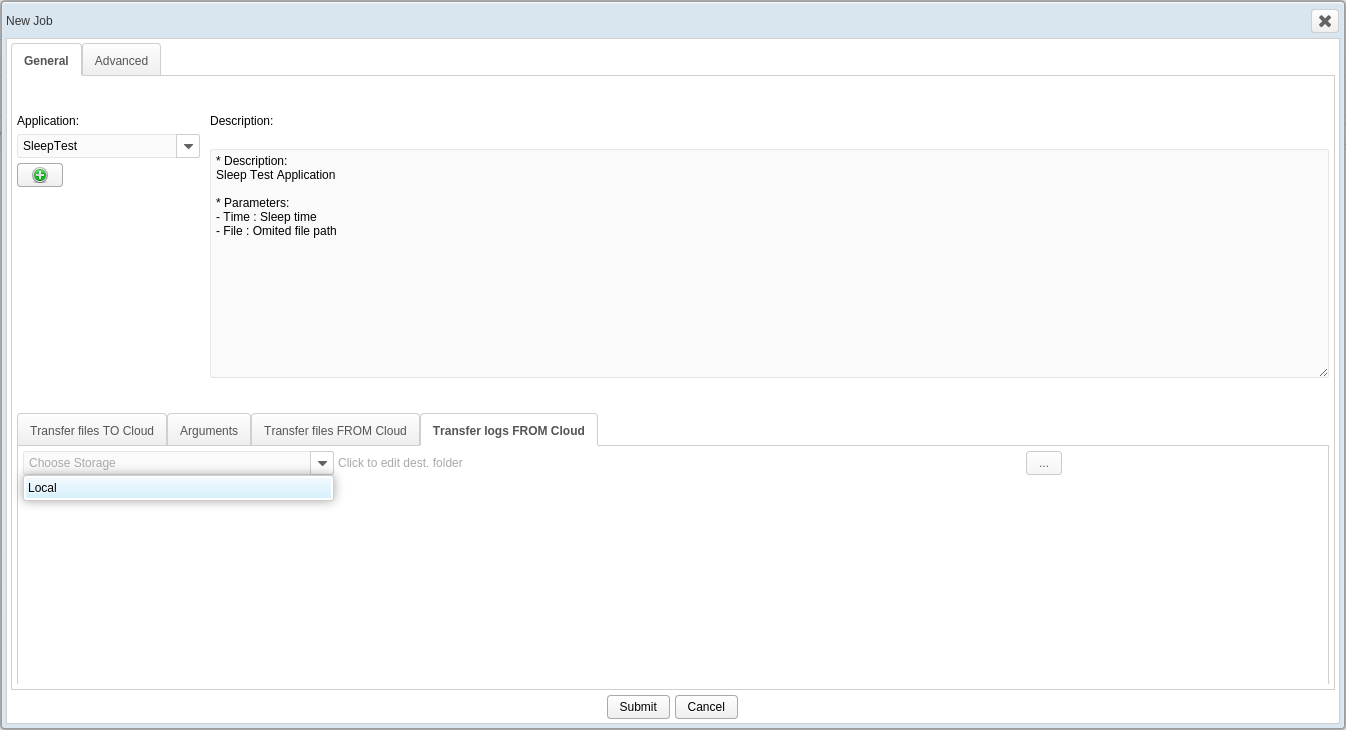 New Job
General
Advanced
Application:
Description:
SleepTest
* Description:
Sleep Test Application
* Parameters:
- Time : Sleep time
- File : Omited file path
Transfer files TO Cloud
Arguments
Transfer files FROM Cloud
Transfer logs FROM Cloud
Choose Storage
Click to edit dest. folder
...
Local
Submit
Cancel